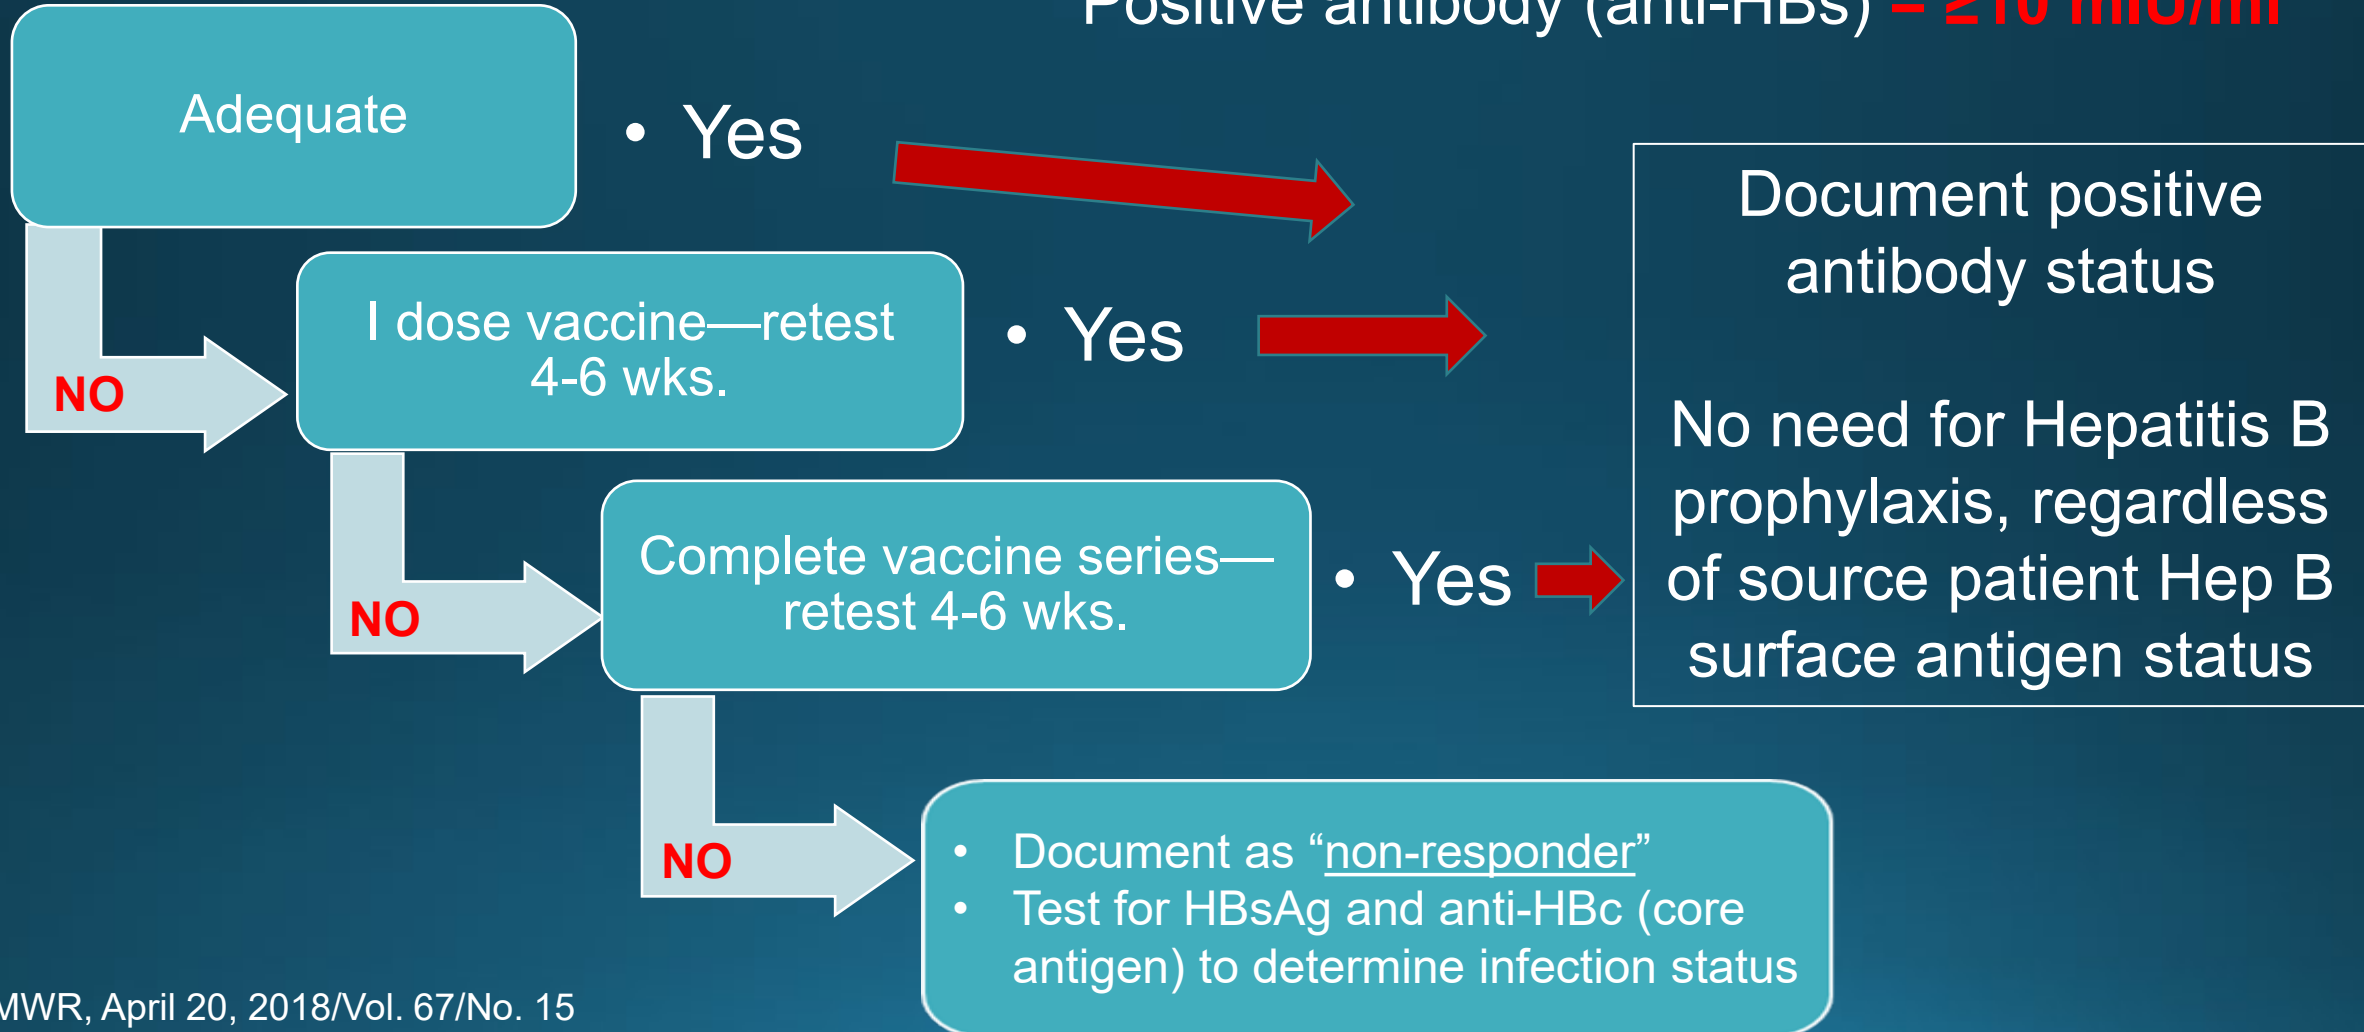 Positive antibody (anti-HBs) = ≥10 mIU/ml
Adequate
• Yes
NO
I dose vaccine—retest
4-6 wks.
• Yes
NO
Complete vaccine series—
retest 4-6 wks.
• Yes
Document positive
antibody status
No need for Hepatitis B
prophylaxis, regardless
of source patient Hep B
surface antigen status
NO
• Document as “non-responder”
• Test for HBsAg and anti-HBc (core
antigen) to determine infection status
MWR, April 20, 2018/Vol. 67/No. 15